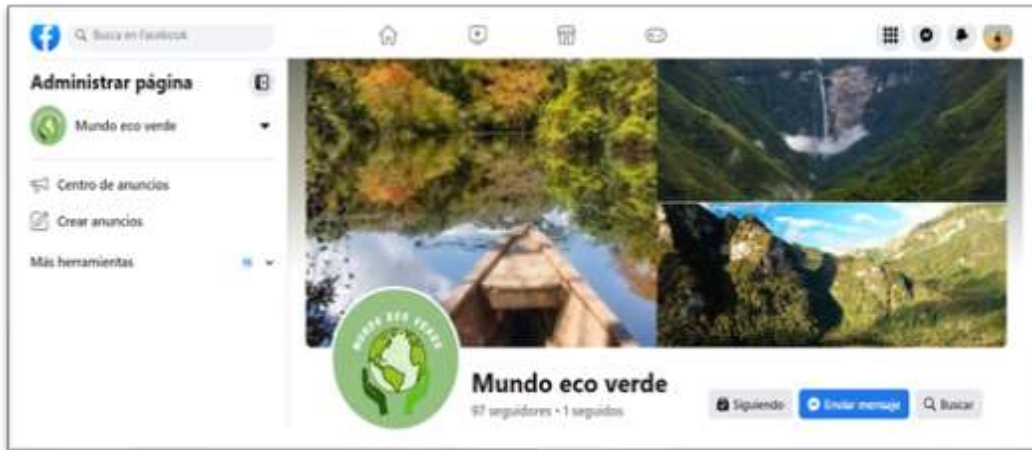 Busca en Facebook
Administrar página
Mundo eco verde
Centro de anuncios
Crear anuncios
Más herramientas
MUNDO ECO VERDE
Mundo eco verde
97 seguidores • 1 seguidos
Siguiendo
Enviar mensaje
Buscar